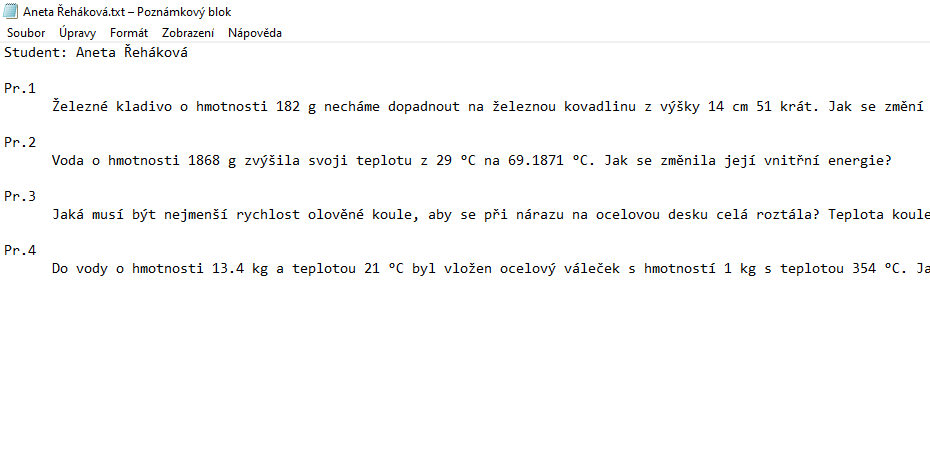 Aneta Řeháková.txt – Poznámkový blok
Soubor Úpravy Formát Zobrazení Nápověda
Student: Aneta Řeháková
Pr.1
Železné kladivo o hmotnosti 182 g necháme dopadnout na železnou kovadlinu z výšky 14 cm 51 krát. Jak se změní
Pr.2
Voda o hmotnosti 1868 g zvýšila svoji teplotu z 29 °C na 69.1871 °C. Jak se změnila její vnitřní energie?
Pr.3
Jaká musí být nejmenší rychlost olověné koule, aby se při nárazu na ocelovou desku celá roztála? Teplota koule
Pr.4
Do vody o hmotnosti 13.4 kg a teplotou 21 °C byl vložen ocelový váleček s hmotností 1 kg s teplotou 354 °C. Ja